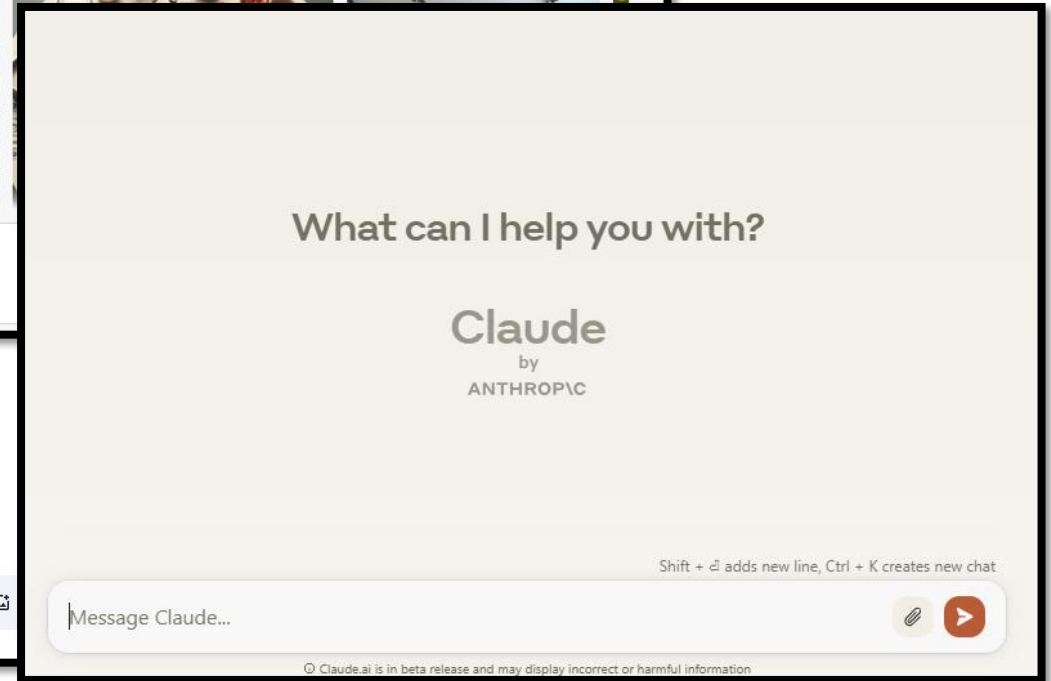 What can I help you with?
Claude
by
ANTHROP\C
Shift + ⏎ adds new line, Ctrl + K creates new chat
Message Claude...
Claude.ai is in beta release and may display incorrect or harmful information